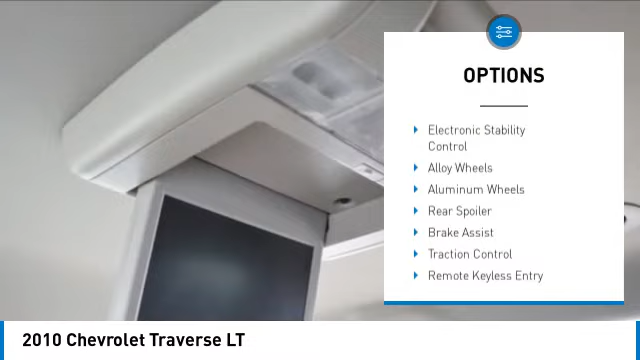 OPTIONS
Electronic Stability
Control
Alloy Wheels
Aluminum Wheels
Rear Spoiler
Brake Assist
Traction Control
Remote Keyless Entry
2010 Chevrolet Traverse LT